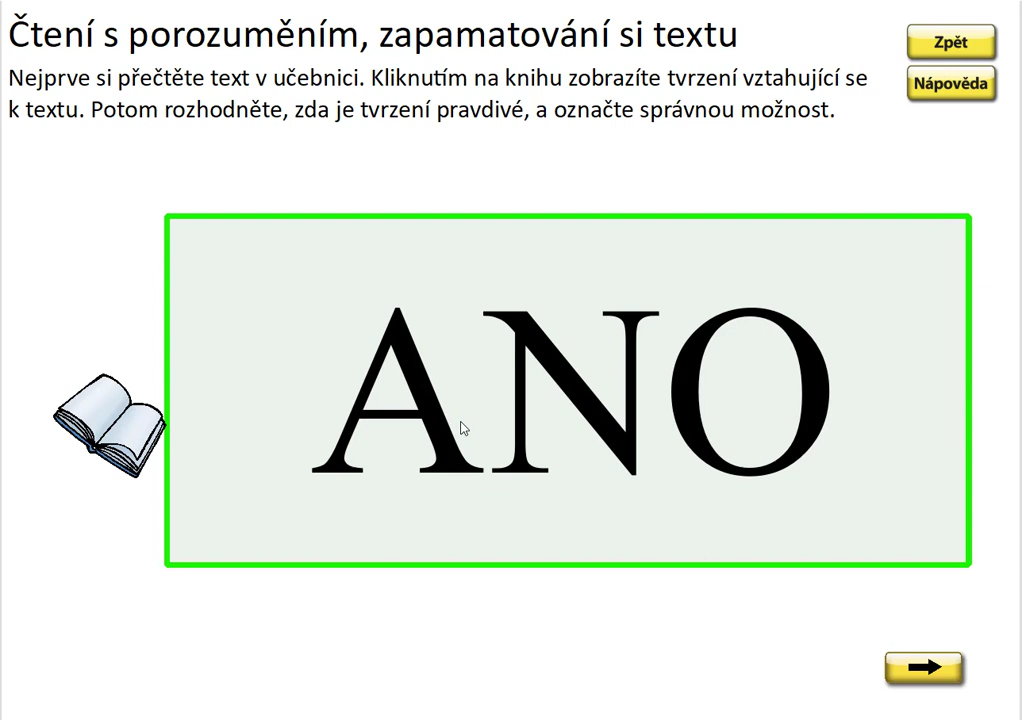 Čtení s porozuměním, zapamatování si textu
Zpět
Nejprve si přečtěte text v učebnici. Kliknutím na knihu zobrazíte tvrzení vztahující se
Nápověda
k textu. Potom rozhodněte, zda je tvrzení pravdivé, a označte správnou možnost.
ANO